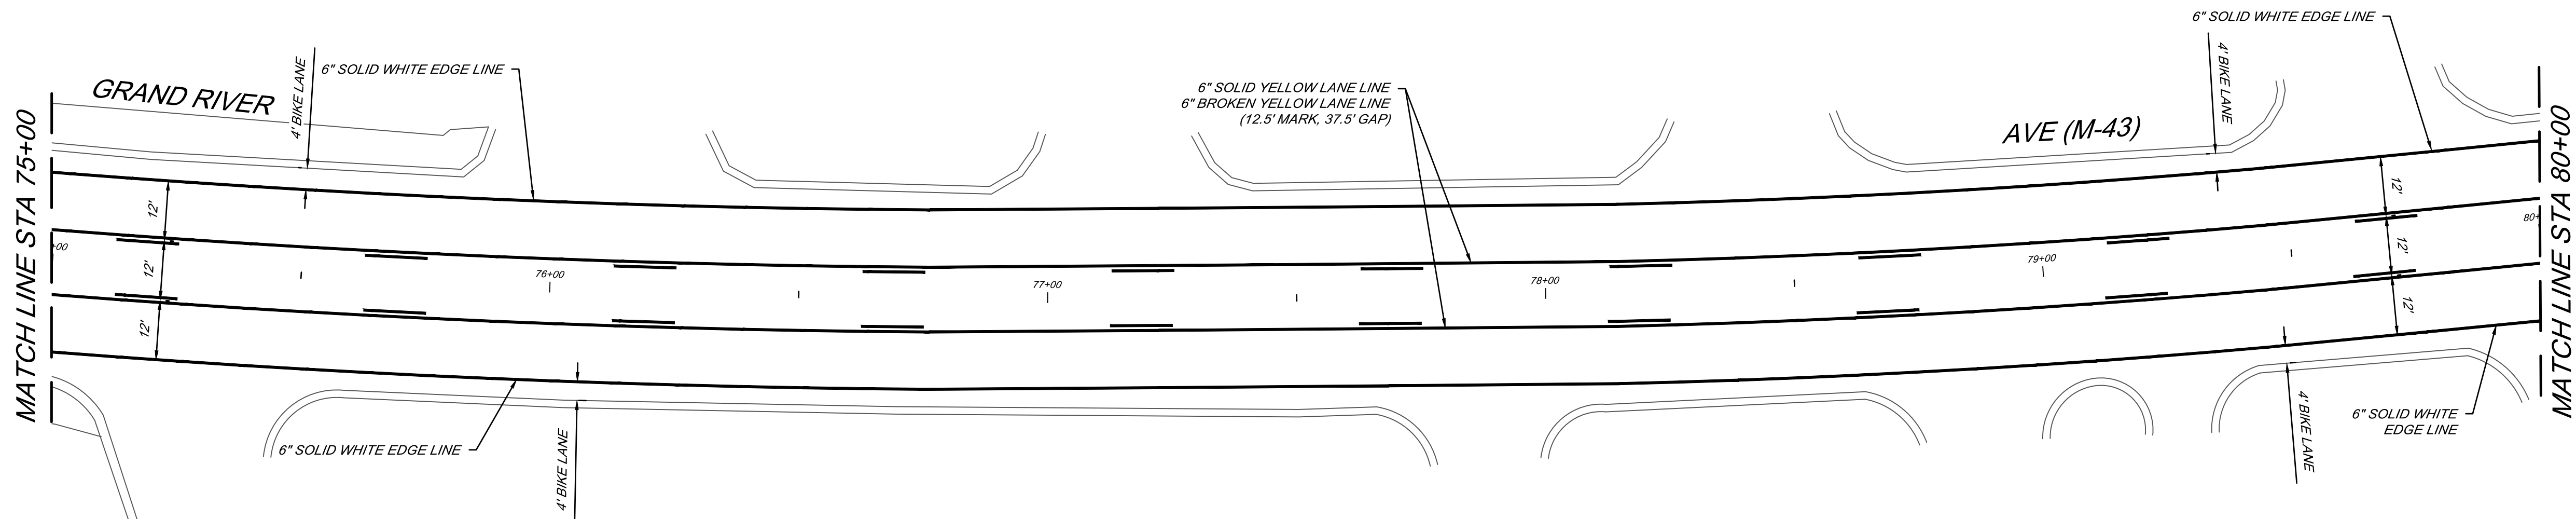 6" SOLID WHITE EDGE LINE
4' BIKE LANE
6" SOLID WHITE EDGE LINE
4' BIKE LANE
GRAND RIVER
6" SOLID YELLOW LANE LINE
6" BROKEN YELLOW LANE LINE
(12.5' MARK, 37.5' GAP)
AVE (M-43)
MATCH LINE STA 75+00
MATCH LINE STA 80+00
12'
12'
12'
12'
12'
12'
+00
76+00
77+00
78+00
79+00
80+
6" SOLID WHITE EDGE LINE
4' BIKE LANE
4' BIKE LANE
6" SOLID WHITE
EDGE LINE